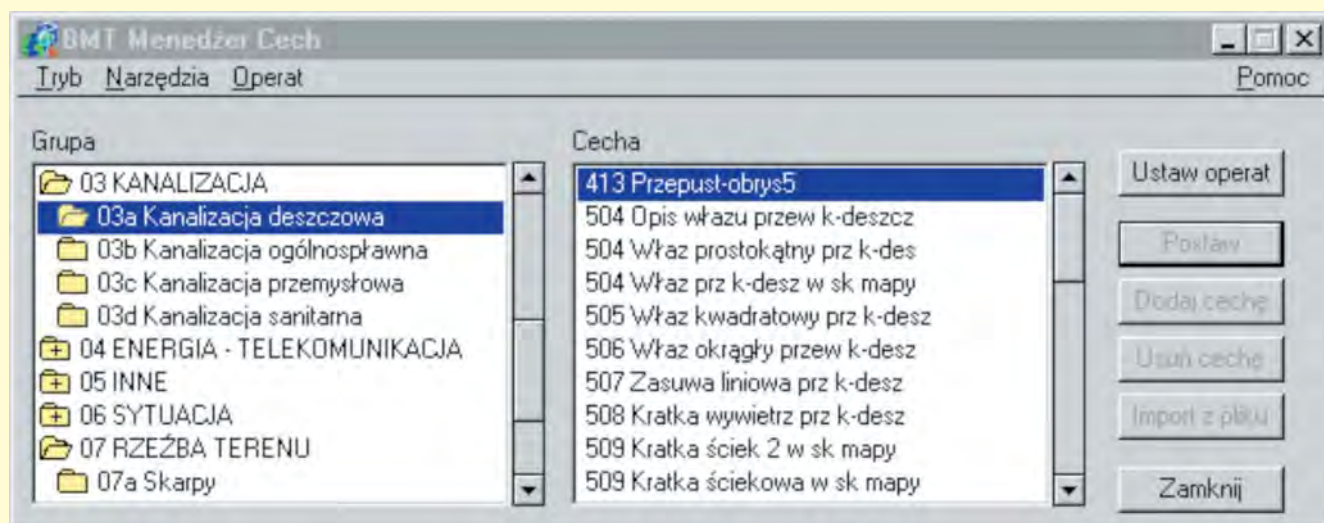 BMT Menedżer Cech
Tryb Narzędzia Operat Pomoc
Grupa
03 KANALIZACJA
03a Kanalizacja deszczowa
03b Kanalizacja ogólnospławna
03c Kanalizacja przemysłowa
03d Kanalizacja sanitarna
04 ENERGIA - TELEKOMUNIKACJA
05 INNE
06 SYTUACJA
07 RZEŹBA TERENU
07a Skarpy
Cecha
413 Przepust-obrys5
504 Opis włazu przew k-deszcz
504 Właz prostokątny prz k-des
504 Właz prz k-desz w sk mapy
505 Właz kwadratowy prz k-desz
506 Właz okrągły przew k-desz
507 Zasuwa liniowa prz k-desz
508 Kratka wywietrz prz k-desz
509 Kratka ściek 2 w sk mapy
509 Kratka ściekowa w sk mapy
Ustaw operat
Postaw
Dodaj cechę
Usuń cechę
Import z pliku
Zamknij